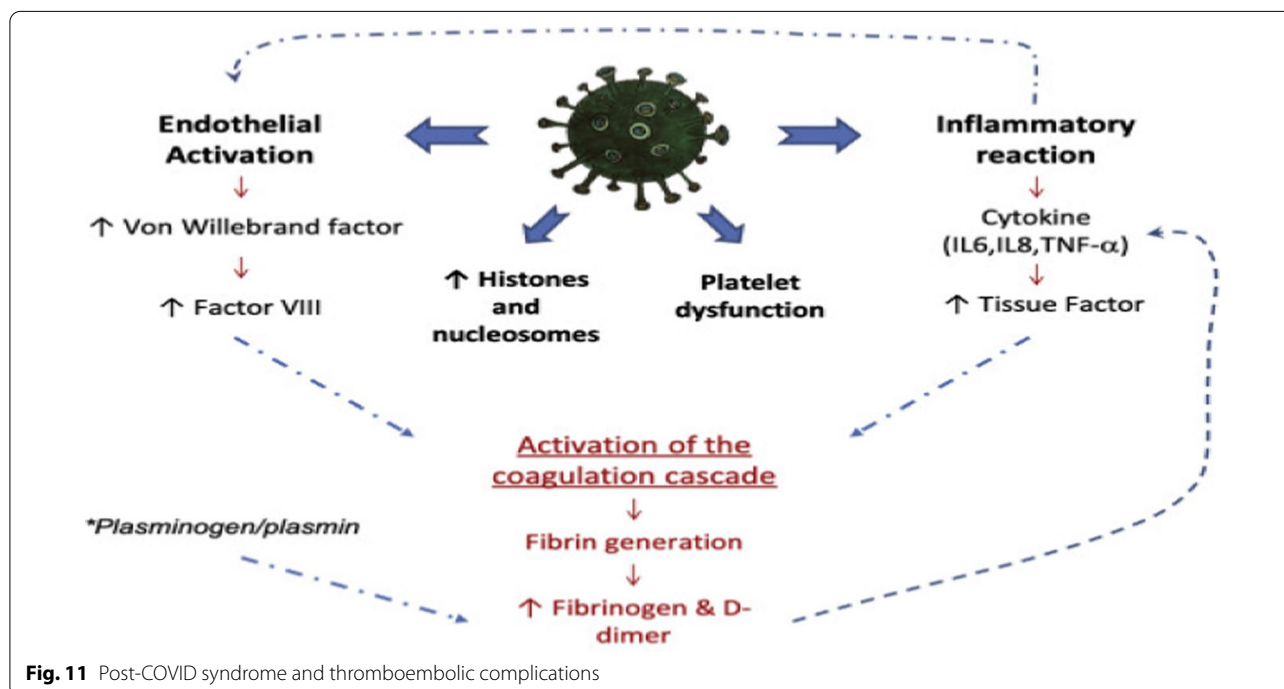 Endothelial
Activation
↑ Von Willebrand factor
↑ Factor VIII
↑ Histones
and
nucleosomes
Platelet
dysfunction
Inflammatory
reaction
Cytokine
(IL6,IL8,TNF-α)
↑ Tissue Factor
Activation of the
coagulation cascade
Fibrin generation
↑ Fibrinogen & D-
dimer
*Plasminogen/plasmin
Fig. 11 Post-COVID syndrome and thromboembolic complications